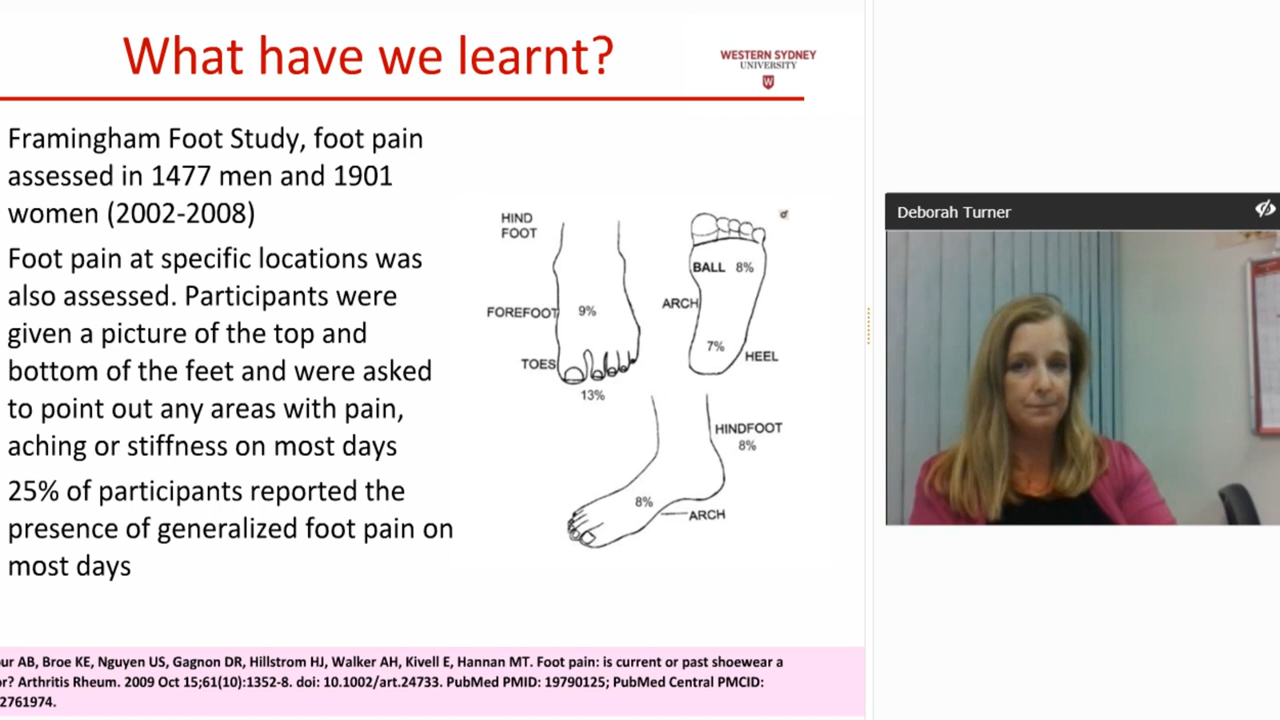 What have we learnt?
WESTERN SYDNEY
UNIVERSITY
W
Framingham Foot Study, foot pain
assessed in 1477 men and 1901
women (2002-2008)
Foot pain at specific locations was
also assessed. Participants were
given a picture of the top and
bottom of the feet and were asked
to point out any areas with pain,
aching or stiffness on most days
25% of participants reported the
presence of generalized foot pain on
most days
HIND
FOOT
FOREFOOT 9%
TOES
13%
BALL 8%
ARCH
7%
HEEL
HINDFOOT
8%
8%
ARCH
Deborah Turner
ur AB, Broe KE, Nguyen US, Gagnon DR, Hillstrom HJ, Walker AH, Kivell E, Hannan MT. Foot pain: is current or past shoewear a
or? Arthritis Rheum. 2009 Oct 15;61(10):1352-8. doi: 10.1002/art.24733. PubMed PMID: 19790125; PubMed Central PMCID:
2761974.